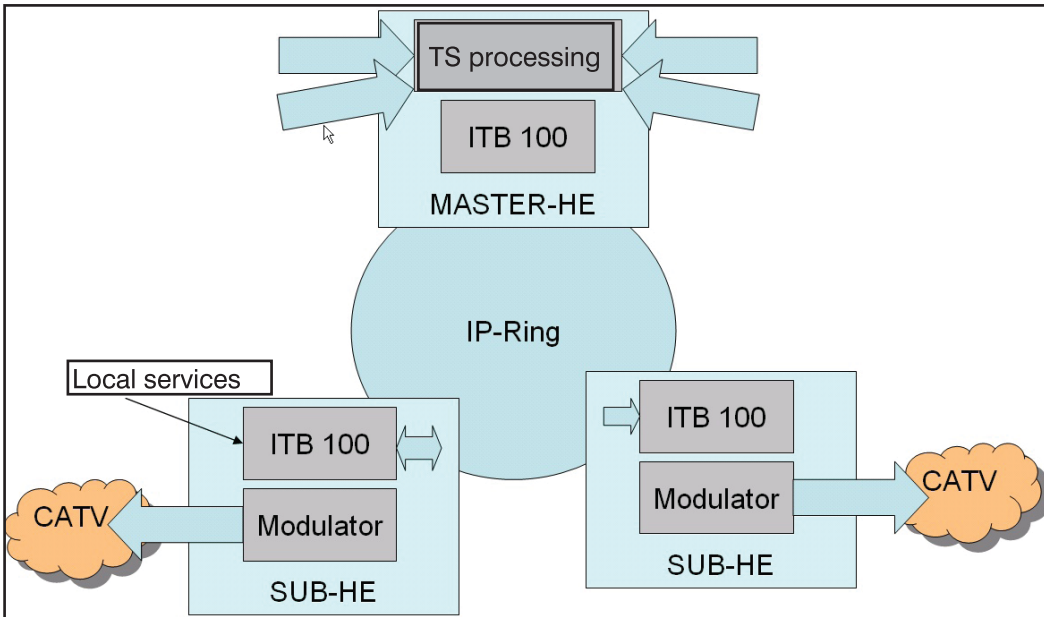 TS processing
ITB 100
MASTER-HE
IP-Ring
Local services
ITB 100
Modulator
SUB-HE
CATV
ITB 100
Modulator
SUB-HE
CATV